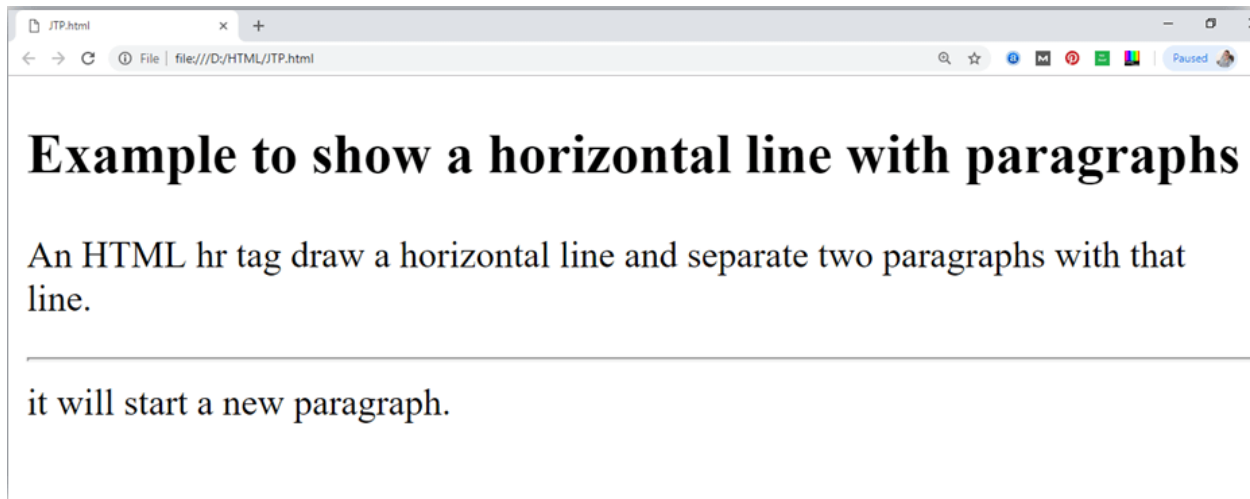 JTP.html
File | file:///D:/HTML/JTP.html
Paused
Example to show a horizontal line with paragraphs
An HTML hr tag draw a horizontal line and separate two paragraphs with that
line.
it will start a new paragraph.